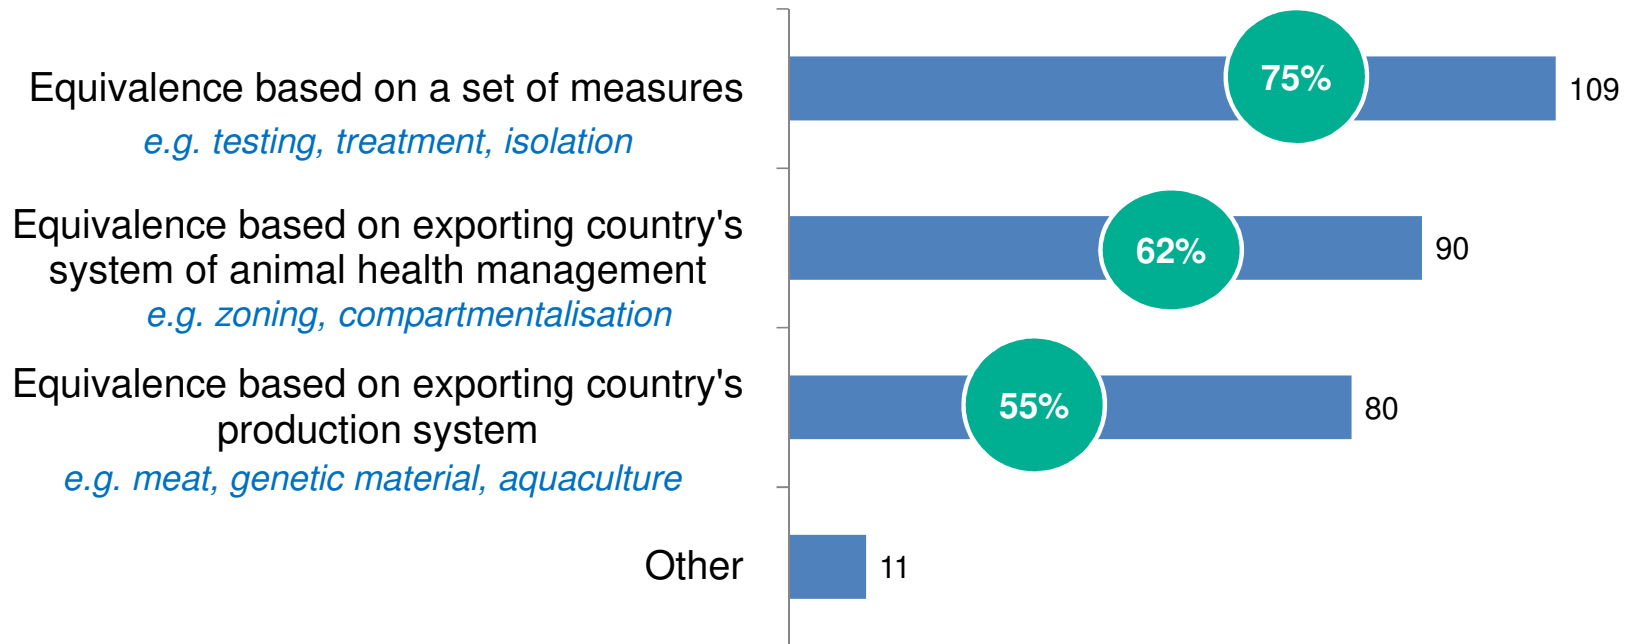 Equivalence based on a set of measures
e.g. testing, treatment, isolation
75%
109
Equivalence based on exporting country's
system of animal health management
e.g. zoning, compartmentalisation
62%
90
Equivalence based on exporting country's
production system
e.g. meat, genetic material, aquaculture
55%
80
Other
11